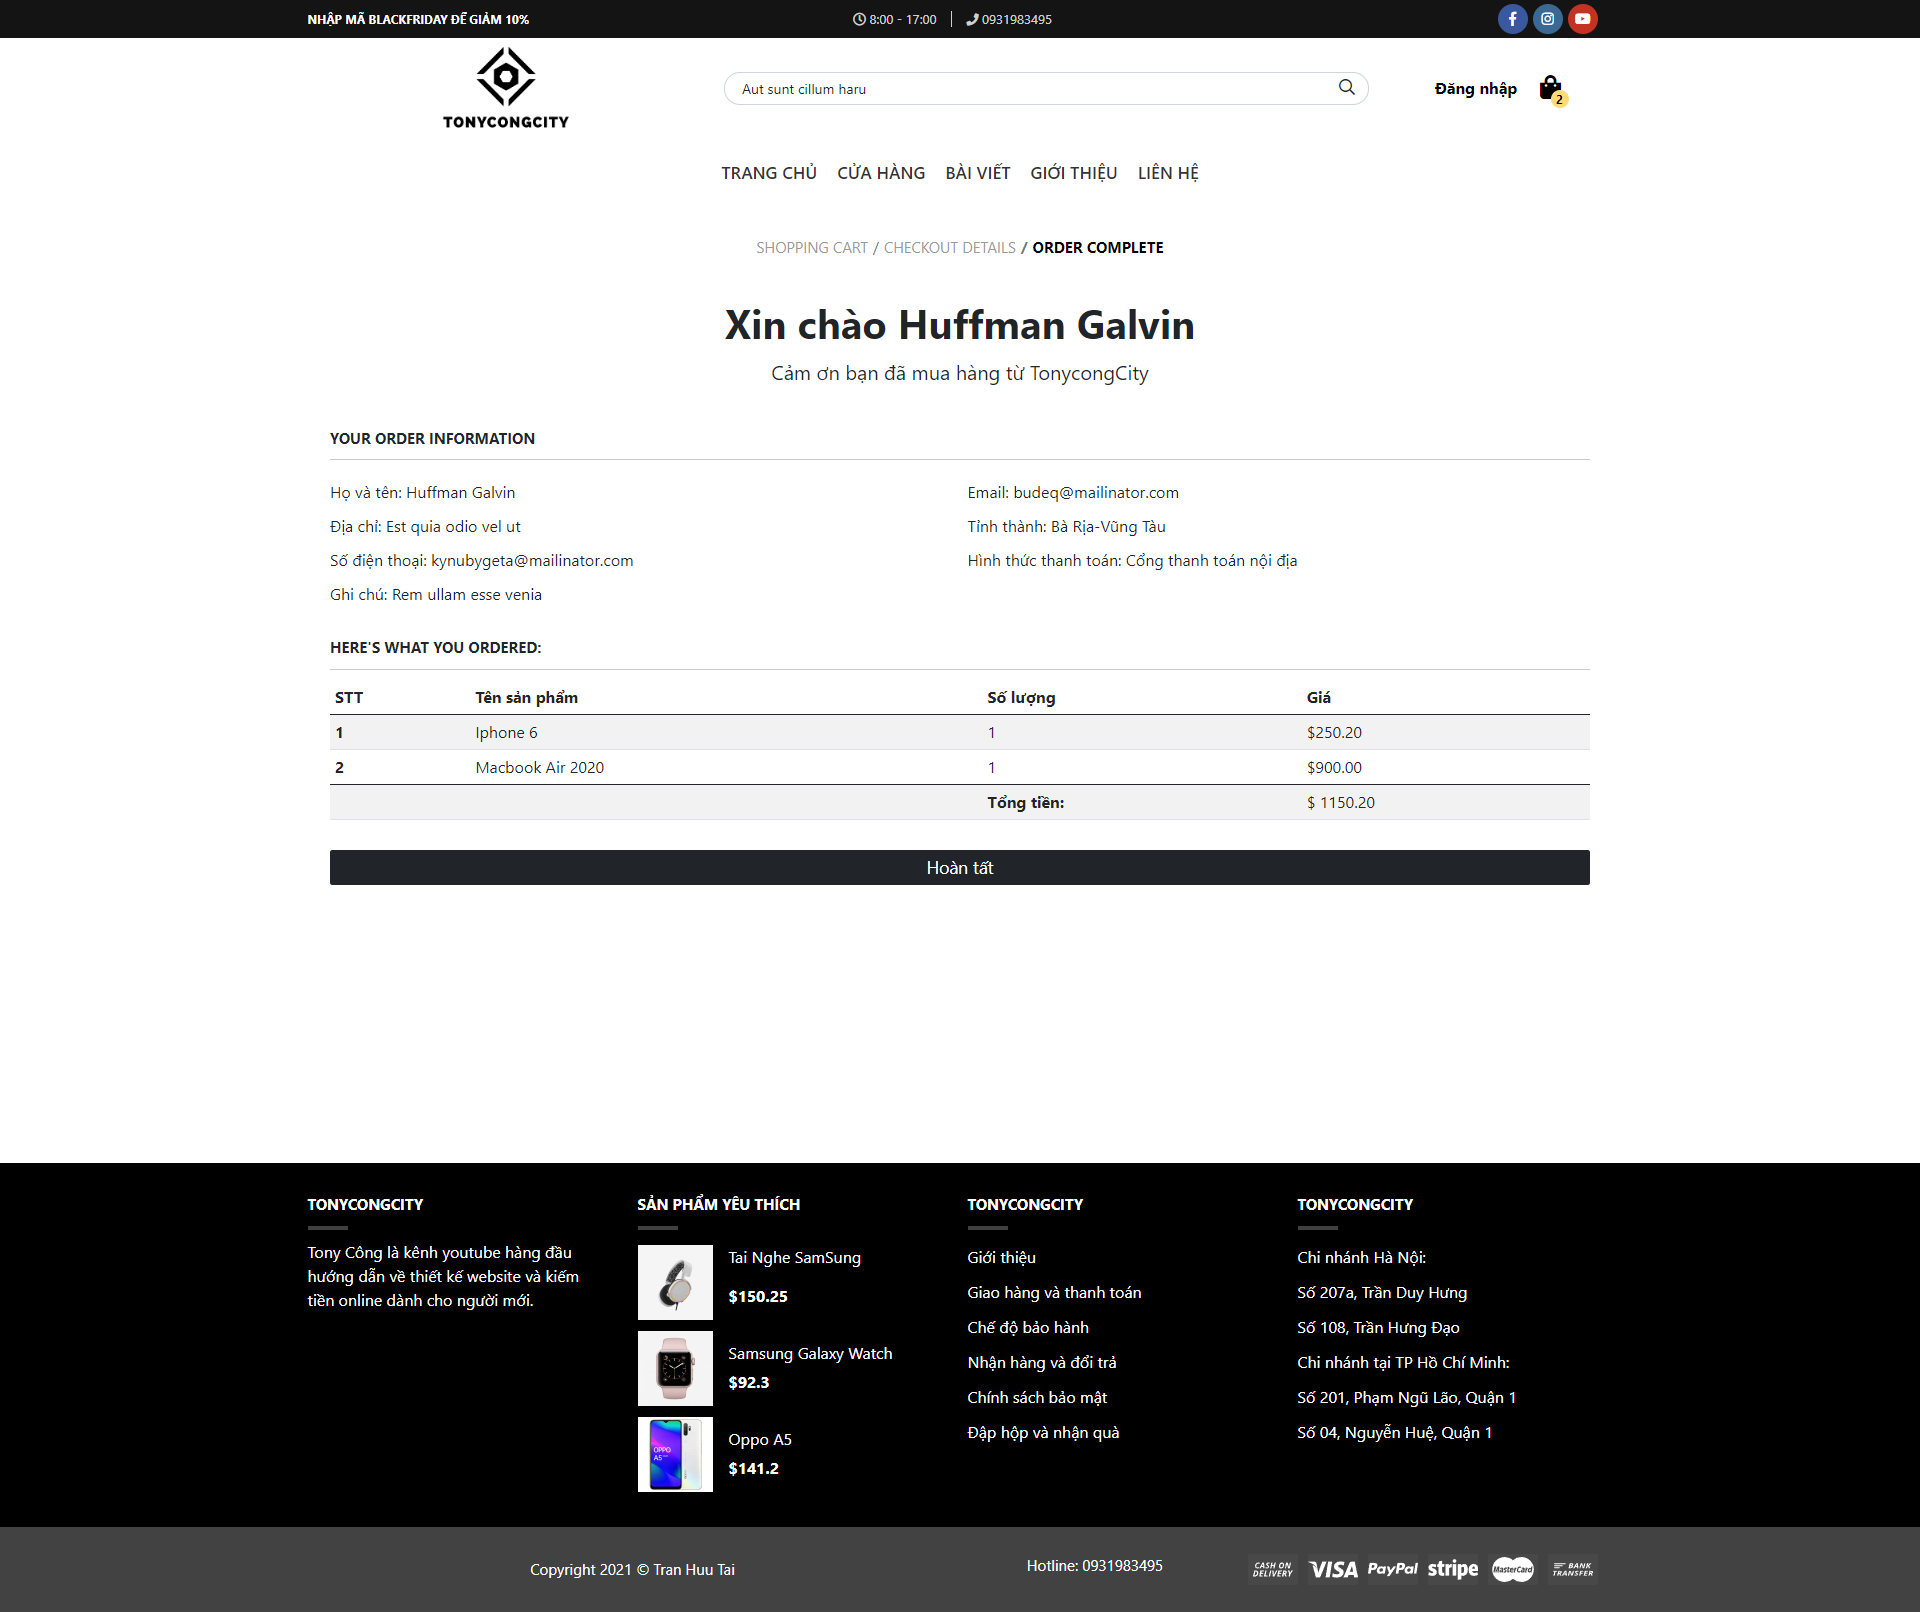 NHẬP MÃ BLACKFRIDAY ĐỂ GIẢM 10%
8:00 - 17:00
0931983495
TONYCONGCITY
Aut sunt cillum haru
Đăng nhập
2
TRANG CHỦ CỬA HÀNG BÀI VIẾT GIỚI THIỆU LIÊN HỆ
SHOPPING CART / CHECKOUT DETAILS / ORDER COMPLETE
Xin chào Huffman Galvin
Cảm ơn bạn đã mua hàng từ TonycongCity
YOUR ORDER INFORMATION
Họ và tên: Huffman Galvin
Email: budeq@mailinator.com
Địa chỉ: Est quia odio vel ut
Tỉnh thành: Bà Rịa-Vũng Tàu
Số điện thoại: kynubygeta@mailinator.com
Hình thức thanh toán: Cổng thanh toán nội địa
Ghi chú: Rem ullam esse venia
HERE'S WHAT YOU ORDERED:
STT Tên sản phẩm Số lượng Giá
1 Iphone 6 1 $250.20
2 Macbook Air 2020 1 $900.00
Tổng tiền: $ 1150.20
Hoàn tất
TONYCONGCITY
Tony Công là kênh youtube hàng đầu
hướng dẫn về thiết kế website và kiếm
tiền online dành cho người mới.
SẢN PHẨM YÊU THÍCH
Tai Nghe SamSung
$150.25
Samsung Galaxy Watch
$92.3
OPPO
A5
Oppo A5
$141.2
TONYCONGCITY
Giới thiệu
Giao hàng và thanh toán
Chế độ bảo hành
Nhận hàng và đổi trả
Chính sách bảo mật
Đập hộp và nhận quà
TONYCONGCITY
Chi nhánh Hà Nội:
Số 207a, Trần Duy Hưng
Số 108, Trần Hưng Đạo
Chi nhánh tại TP Hồ Chí Minh:
Số 201, Phạm Ngũ Lão, Quận 1
Số 04, Nguyễn Huệ, Quận 1
Copyright 2021 © Tran Huu Tai
Hotline: 0931983495
CASH ON
DELIVERY
VISA
PayPal
stripe
MasterCard
BANK
TRANSFER